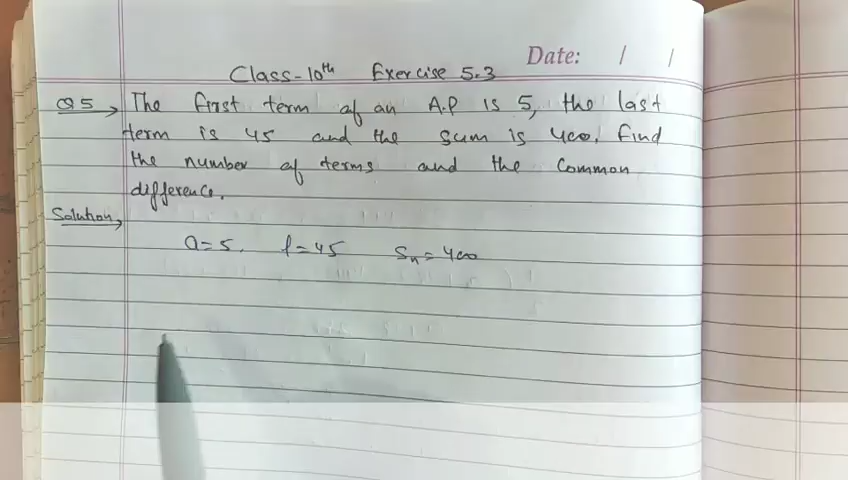 Date: / /
Class-10th Exercise 5.3
Q5→ The first term of an A.P is 5, the last
term is 45 and the sum is 400. Find
the number of terms and the common
difference.
Solution→
a=5. l=45 Sn=400